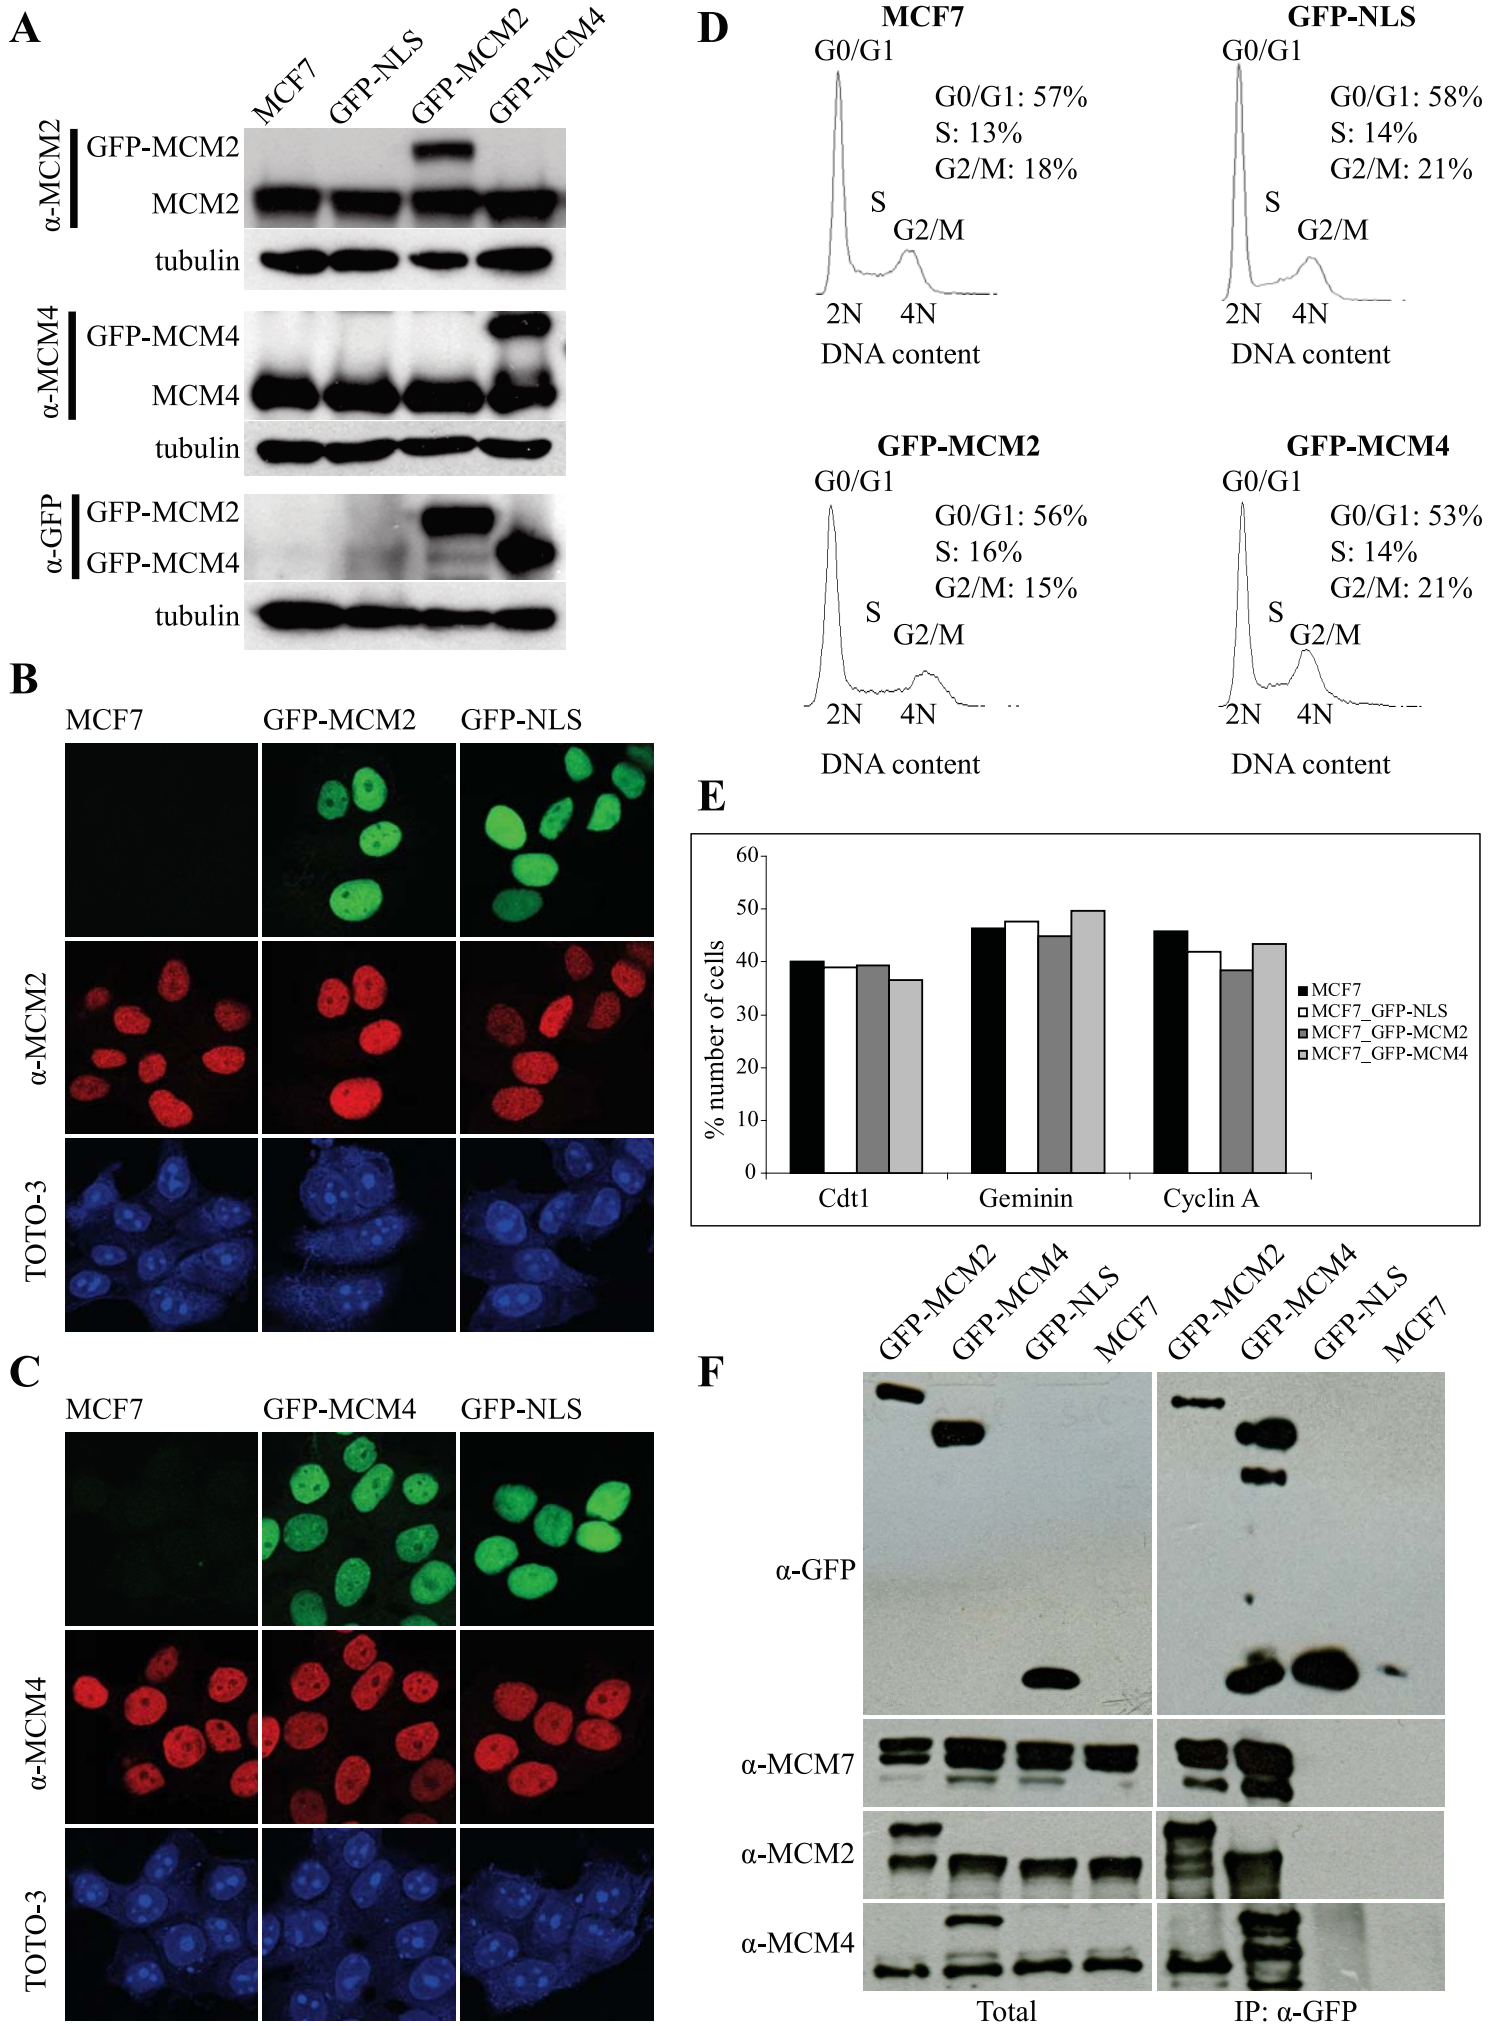 A
MCF7
GFP-NLS
GFP-MCM2
GFP-MCM4
α-MCM2
GFP-MCM2
MCM2
tubulin
α-MCM4
GFP-MCM4
MCM4
tubulin
α-GFP
GFP-MCM2
GFP-MCM4
tubulin
B
MCF7
GFP-MCM2
GFP-NLS
α-MCM2
TOTO-3
C
MCF7
GFP-MCM4
GFP-NLS
α-MCM4
TOTO-3
D
MCF7
G0/G1
G0/G1: 57%
S: 13%
G2/M: 18%
S
G2/M
2N
4N
DNA content
GFP-NLS
G0/G1
G0/G1: 58%
S: 14%
G2/M: 21%
S
G2/M
2N
4N
DNA content
GFP-MCM2
G0/G1
G0/G1: 56%
S: 16%
G2/M: 15%
S
G2/M
2N
4N
DNA content
GFP-MCM4
G0/G1
G0/G1: 53%
S: 14%
G2/M: 21%
S
G2/M
2N
4N
DNA content
E
% number of cells
60
50
40
30
20
10
0
Cdt1
Geminin
Cyclin A
MCF7
MCF7_GFP-NLS
MCF7_GFP-MCM2
MCF7_GFP-MCM4
F
GFP-MCM2
GFP-MCM4
GFP-NLS
MCF7
GFP-MCM2
GFP-MCM4
GFP-NLS
MCF7
α-GFP
α-MCM7
α-MCM2
α-MCM4
Total
IP: α-GFP